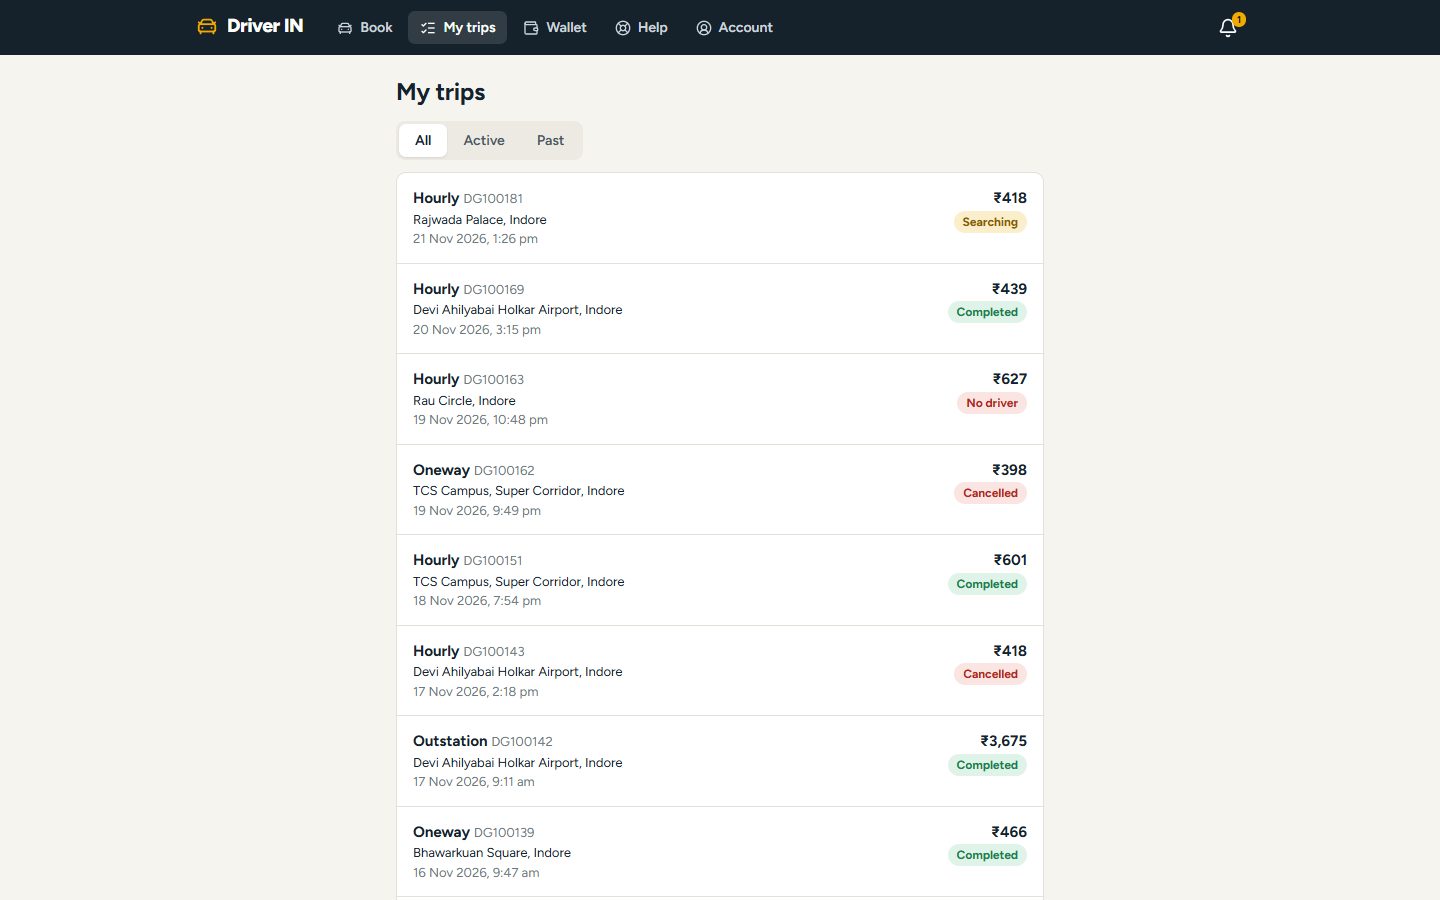 Driver IN
Book
My trips
Wallet
Help
Account
1
My trips
All
Active
Past
Hourly DG100181
₹418
Rajwada Palace, Indore
Searching
21 Nov 2026, 1:26 pm
Hourly DG100169
₹439
Devi Ahilyabai Holkar Airport, Indore
Completed
20 Nov 2026, 3:15 pm
Hourly DG100163
₹627
Rau Circle, Indore
No driver
19 Nov 2026, 10:48 pm
Oneway DG100162
₹398
TCS Campus, Super Corridor, Indore
Cancelled
19 Nov 2026, 9:49 pm
Hourly DG100151
₹601
TCS Campus, Super Corridor, Indore
Completed
18 Nov 2026, 7:54 pm
Hourly DG100143
₹418
Devi Ahilyabai Holkar Airport, Indore
Cancelled
17 Nov 2026, 2:18 pm
Outstation DG100142
₹3,675
Devi Ahilyabai Holkar Airport, Indore
Completed
17 Nov 2026, 9:11 am
Oneway DG100139
₹466
Bhawarkuan Square, Indore
Completed
16 Nov 2026, 9:47 am